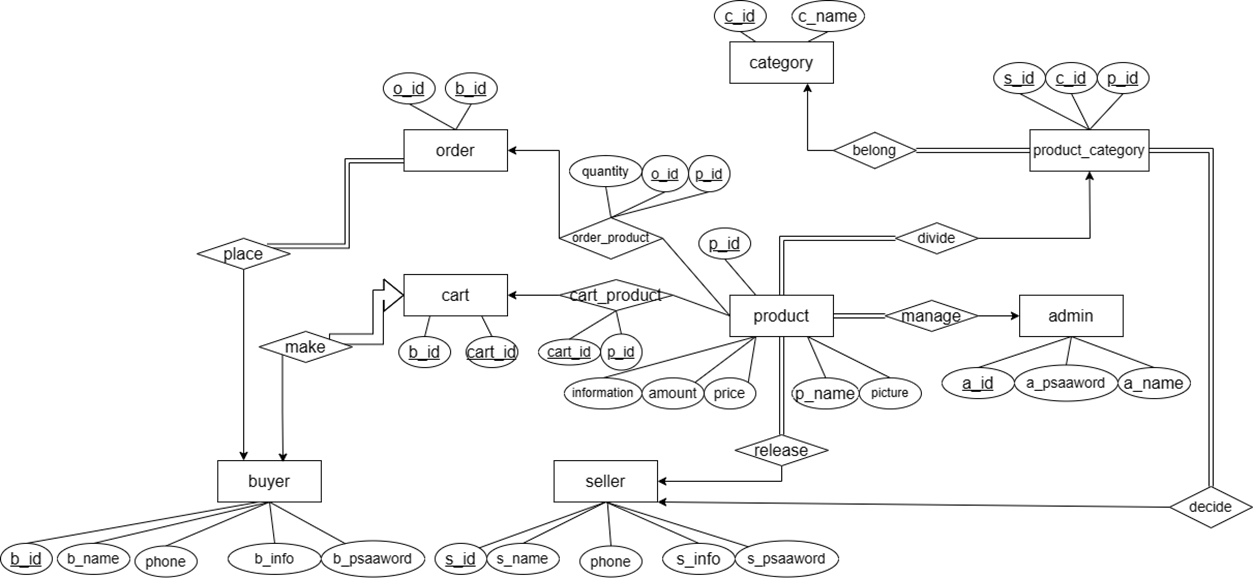 c_id
c_name
category
o_id
b_id
s_id
c_id
p_id
order
belong
product_category
quantity
o_id
p_id
order_product
p_id
divide
place
cart
cart_product
product
manage
admin
make
b_id
cart_id
cart_id
p_id
information
amount
price
p_name
picture
a_id
a_psaaword
a_name
release
buyer
seller
decide
b_id
b_name
phone
b_info
b_psaaword
s_id
s_name
phone
s_info
s_psaaword